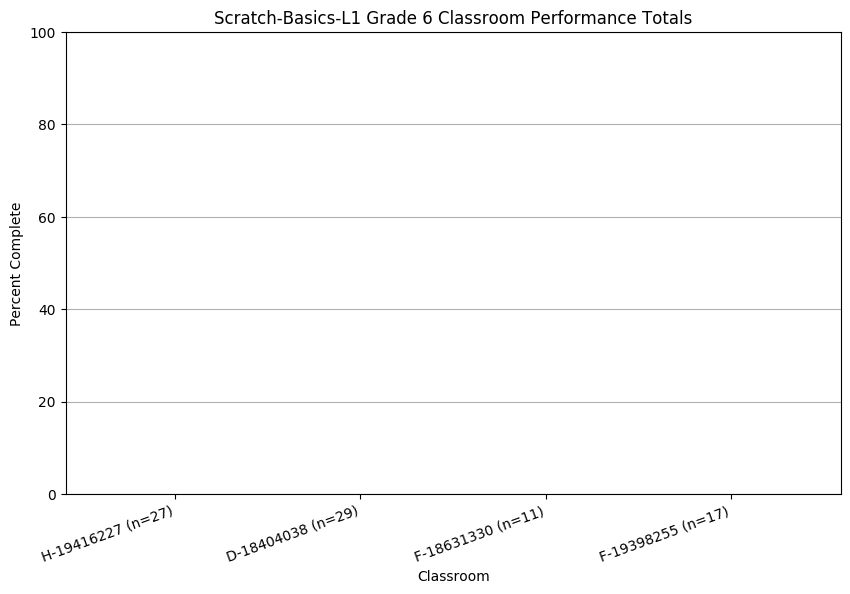 Scratch-Basics-L1 Grade 6 Classroom Performance Totals
100
80
60
40
20
0
Percent Complete
H-19416227 (n=27)
D-18404038 (n=29)
F-18631330 (n=11)
F-19398255 (n=17)
Classroom